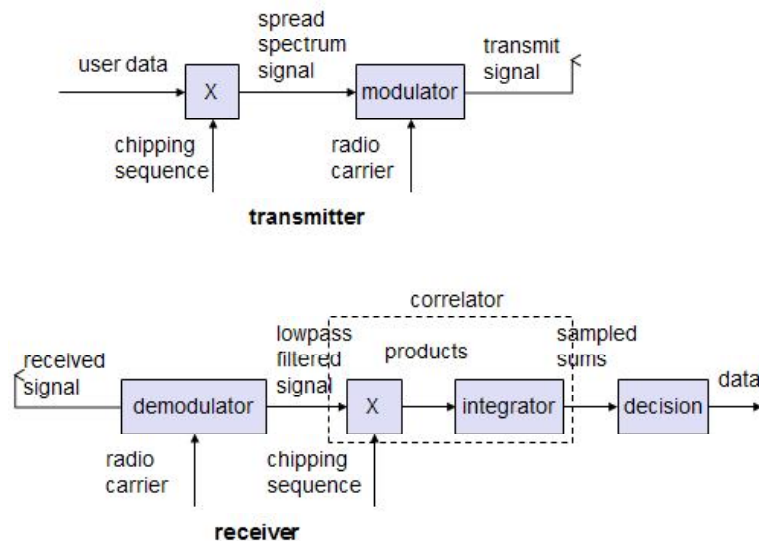 spread
spectrum
signal
transmit
signal
user data
X
modulator
chipping
sequence
radio
carrier
transmitter
correlator
lowpass
filtered
signal
products
sampled
sums
received
signal
data
demodulator
X
integrator
decision
radio
carrier
chipping
sequence
receiver